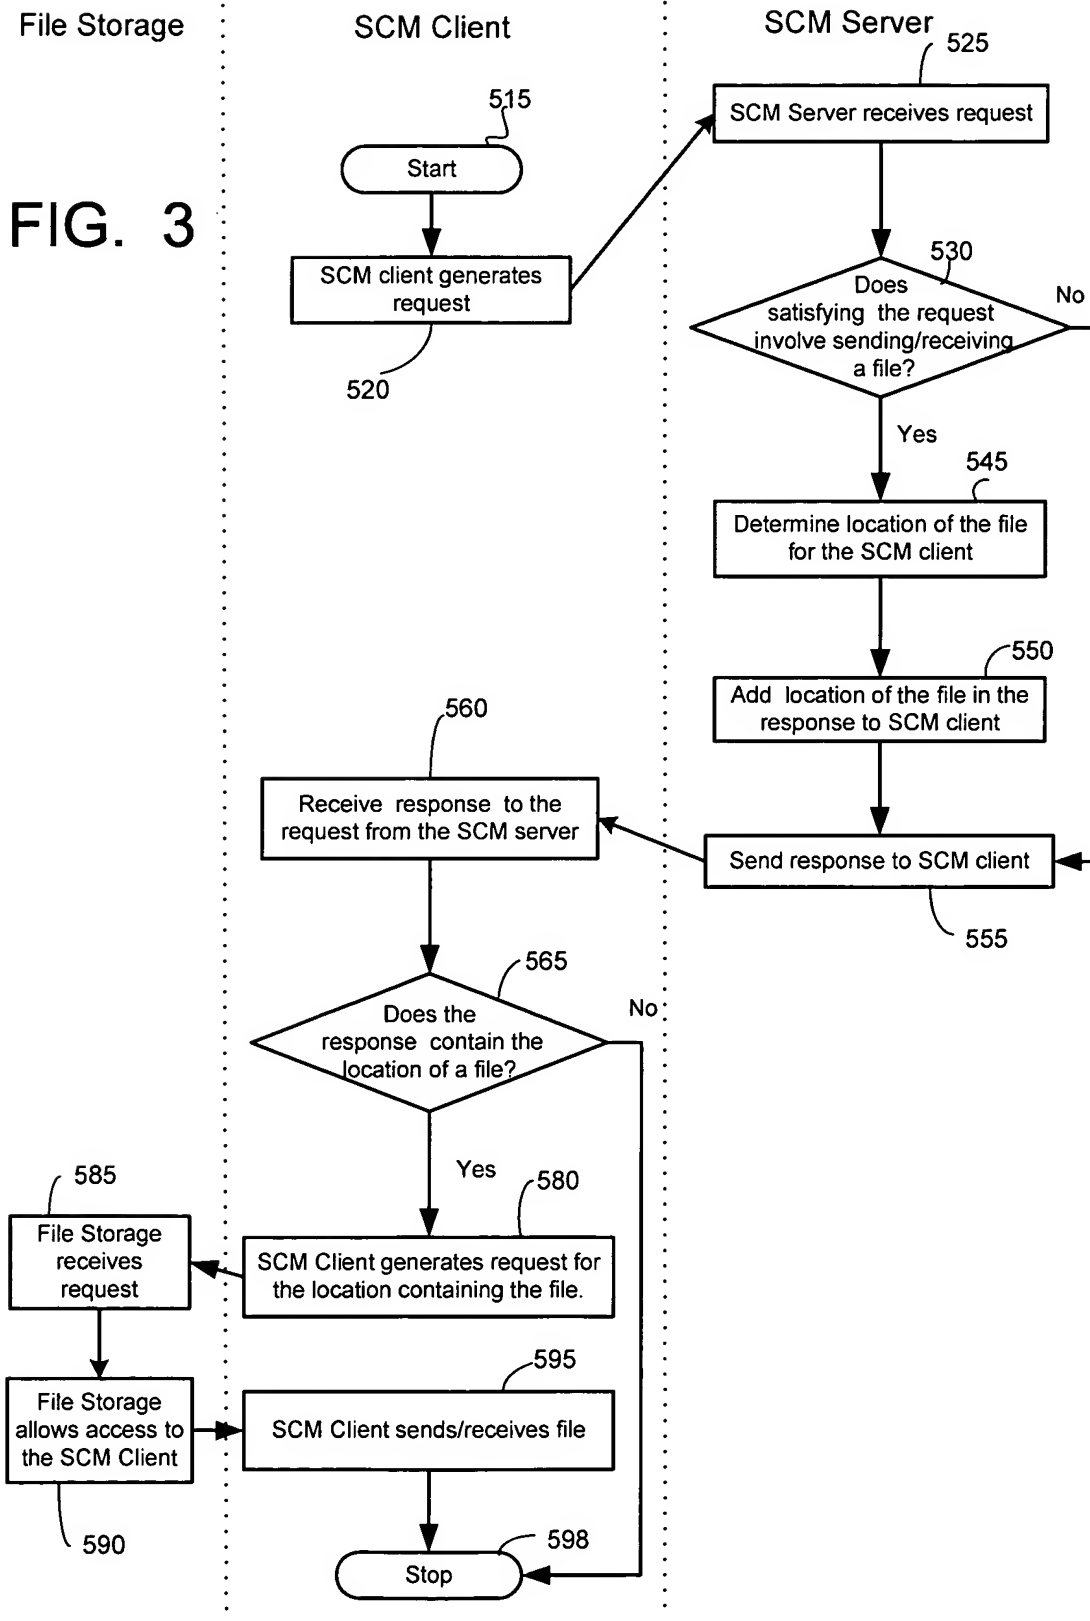 File Storage
SCM Client
SCM Server
525
515
SCM Server receives request
Start
FIG. 3
530
SCM client generates
request
Does
satisfying the request
involve sending/receiving
a file?
No
520
Yes
545
Determine location of the file
for the SCM client
550
Add location of the file in the
response to SCM client
560
Receive response to the
request from the SCM server
Send response to SCM client
555
565
No
Does the
response contain the
location of a file?
Yes
585
580
File Storage
receives
request
SCM Client generates request for
the location containing the file.
595
File Storage
allows access to
the SCM Client
SCM Client sends/receives file
590
598
Stop